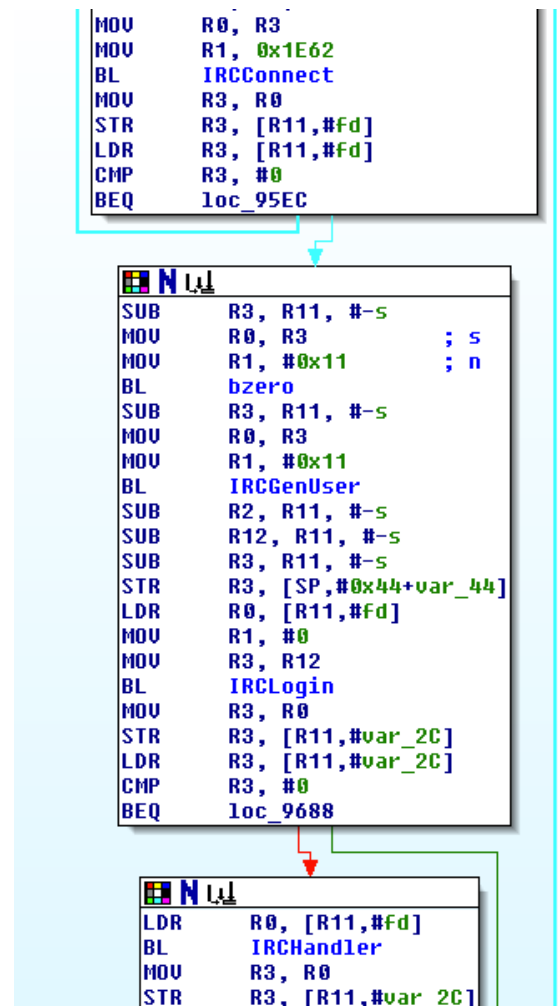 MOV R0, R3
MOV R1, 0x1E62
BL IRCConnect
MOV R3, R0
STR R3, [R11,#fd]
LDR R3, [R11,#fd]
CMP R3, #0
BEQ loc_95EC
N
SUB R3, R11, #-s
MOV R0, R3 ; s
MOV R1, #0x11 ; n
BL bzero
SUB R3, R11, #-s
MOV R0, R3
MOV R1, #0x11
BL IRCGenUser
SUB R2, R11, #-s
SUB R12, R11, #-s
SUB R3, R11, #-s
STR R3, [SP,#0x44+var_44]
LDR R0, [R11,#fd]
MOV R1, #0
MOV R3, R12
BL IRCLogin
MOV R3, R0
STR R3, [R11,#var_2C]
LDR R3, [R11,#var_2C]
CMP R3, #0
BEQ loc_9688
N
LDR R0, [R11,#fd]
BL IRCHandler
MOV R3, R0
STR R3, [R11,#var_2C]